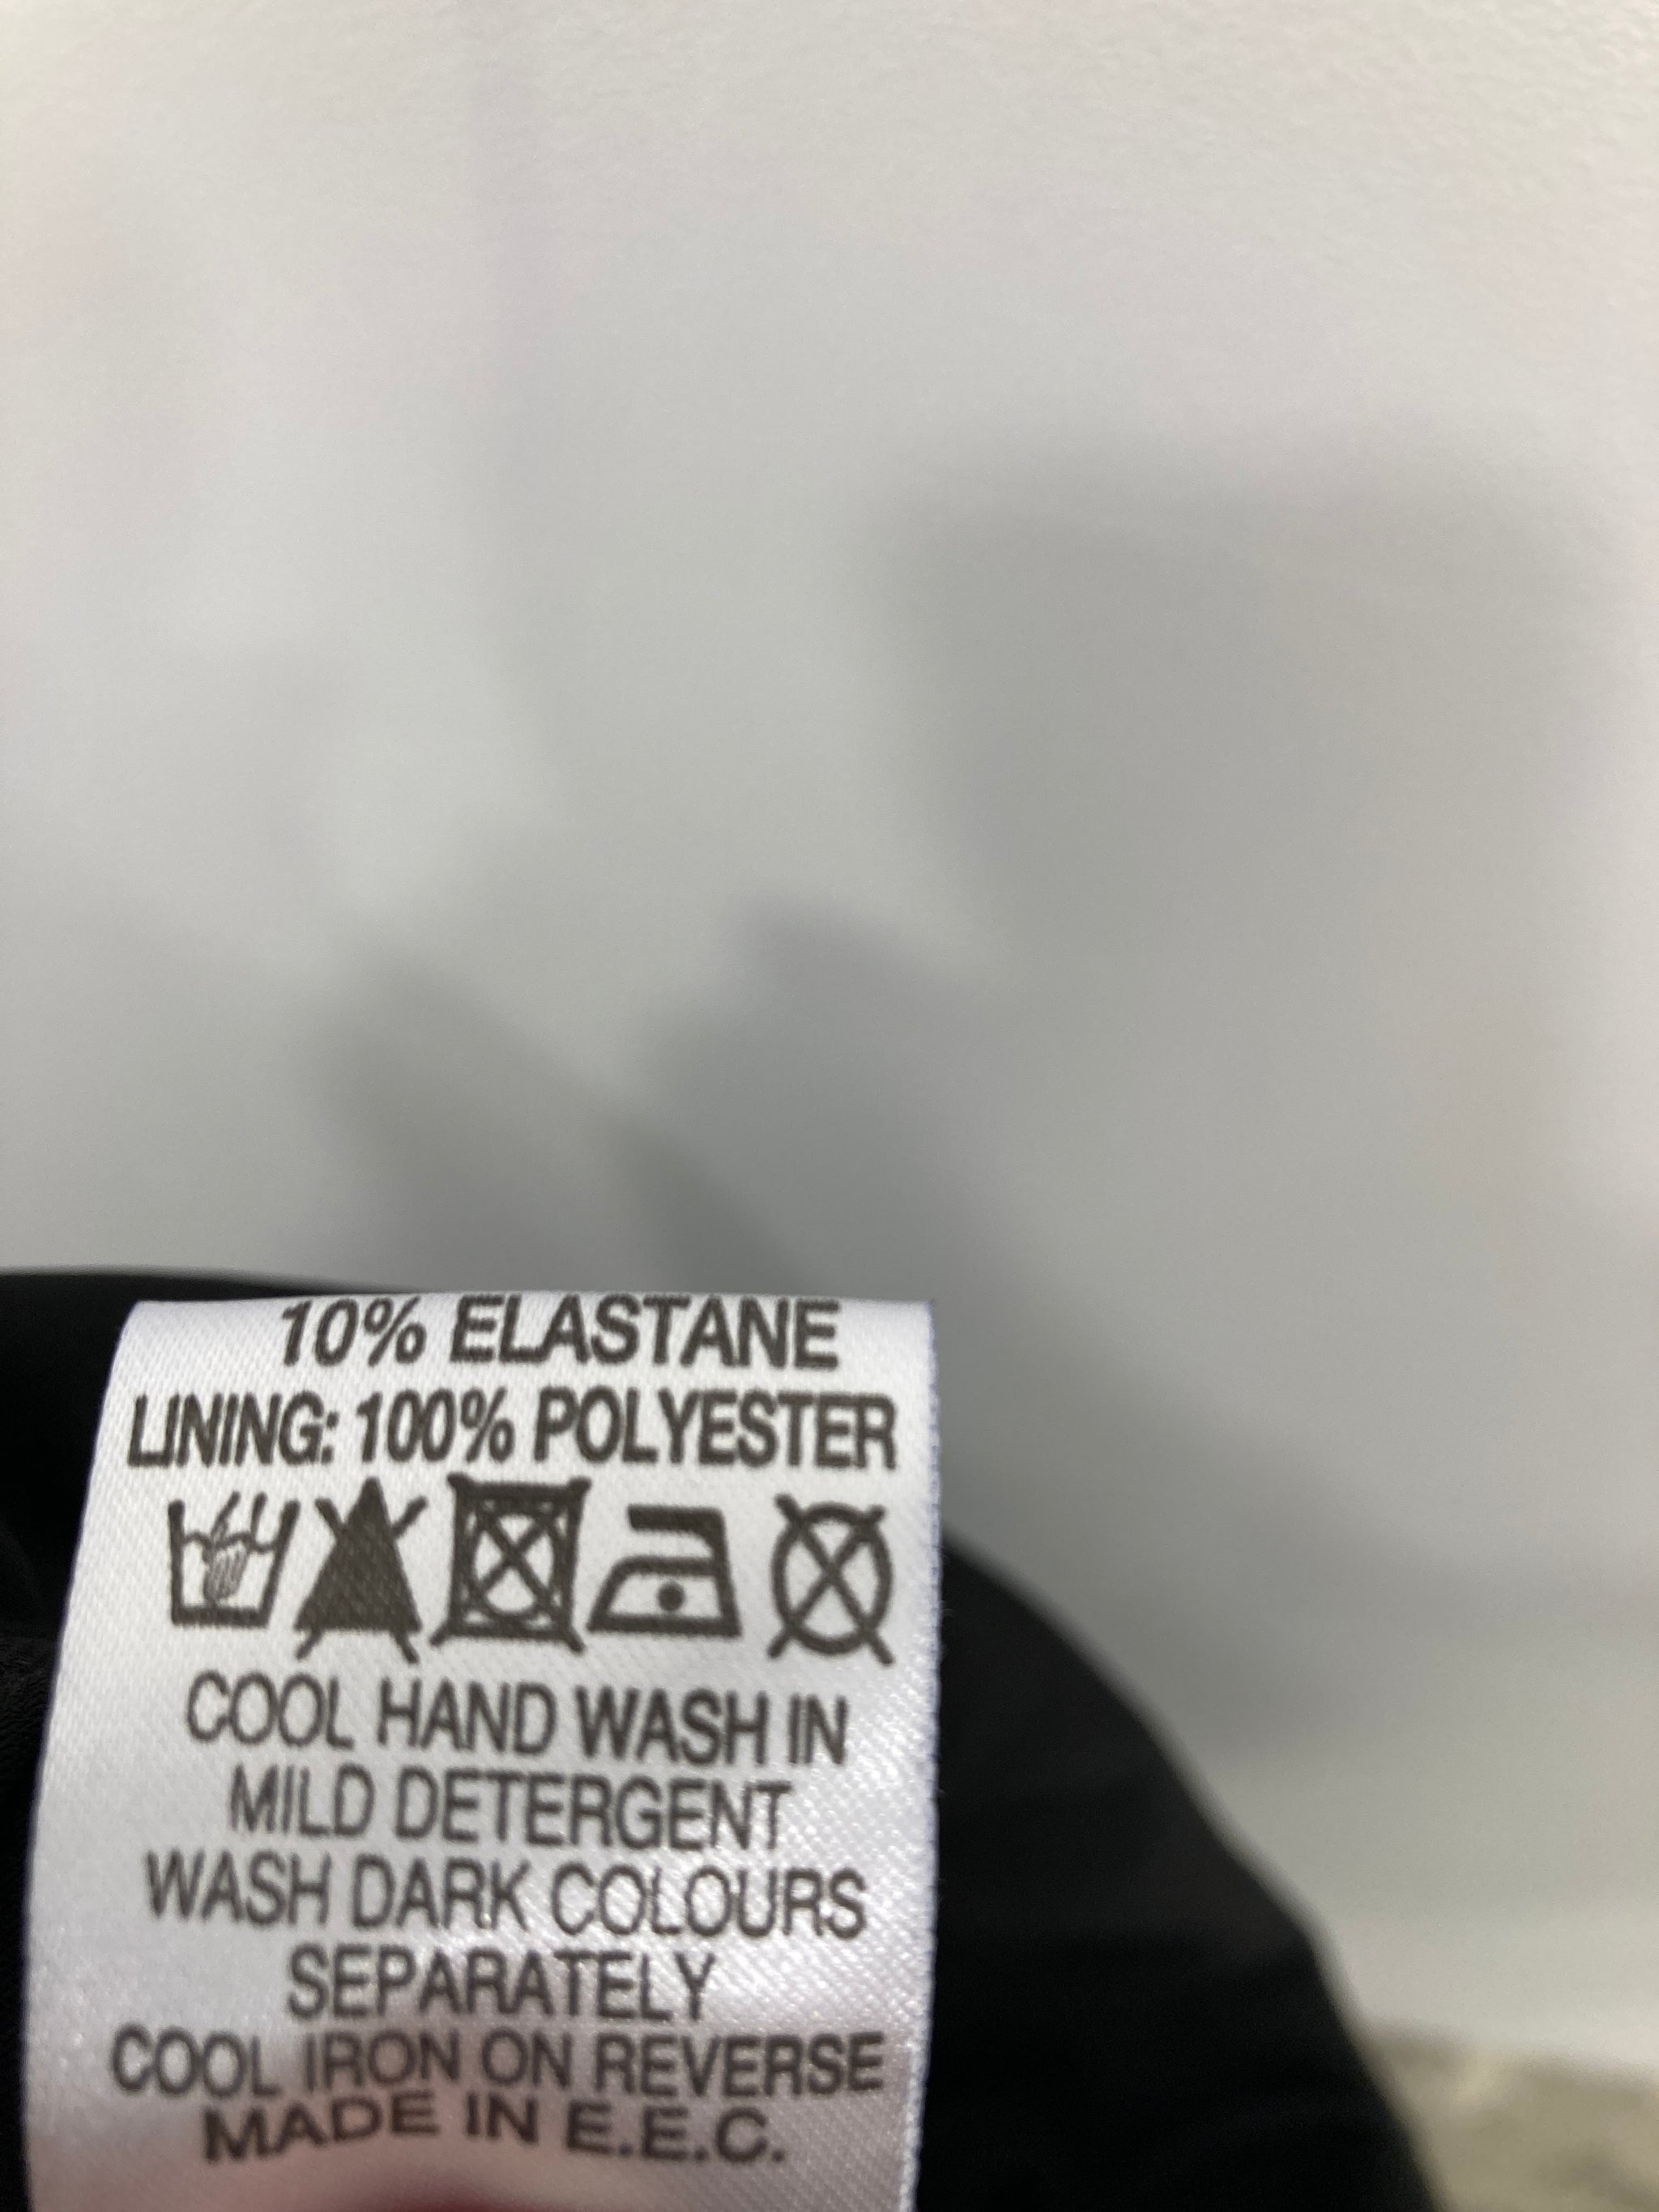 10% ELASTANE
LINING: 100% POLYESTER
COOL HAND WASH IN
MILD DETERGENT
WASH DARK COLOURS
SEPARATELY
COOL IRON ON REVERSE
MADE IN E.E.C.